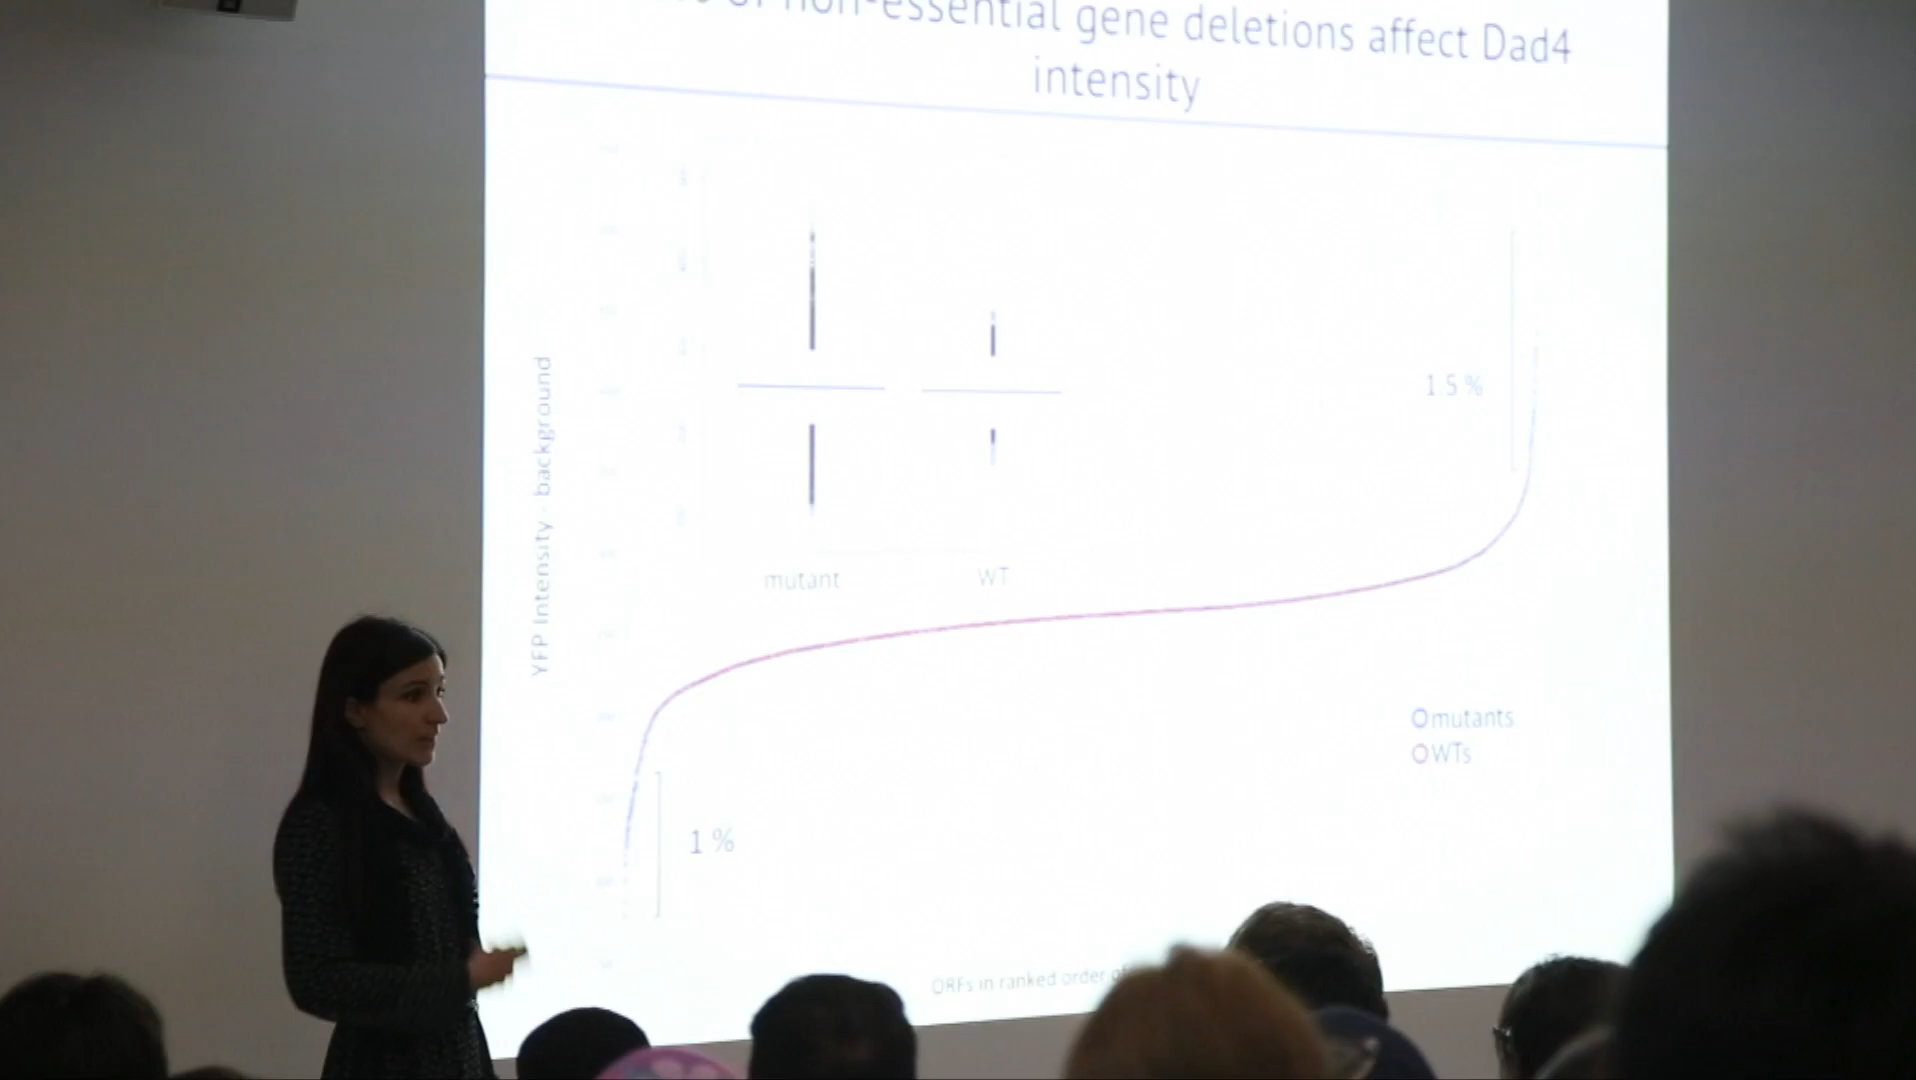 of non-essential gene deletions affect Dad4
intensity
YFP Intensity - background
mutant
WT
1.5 %
mutants
WTs
1 %
ORFs in ranked order of